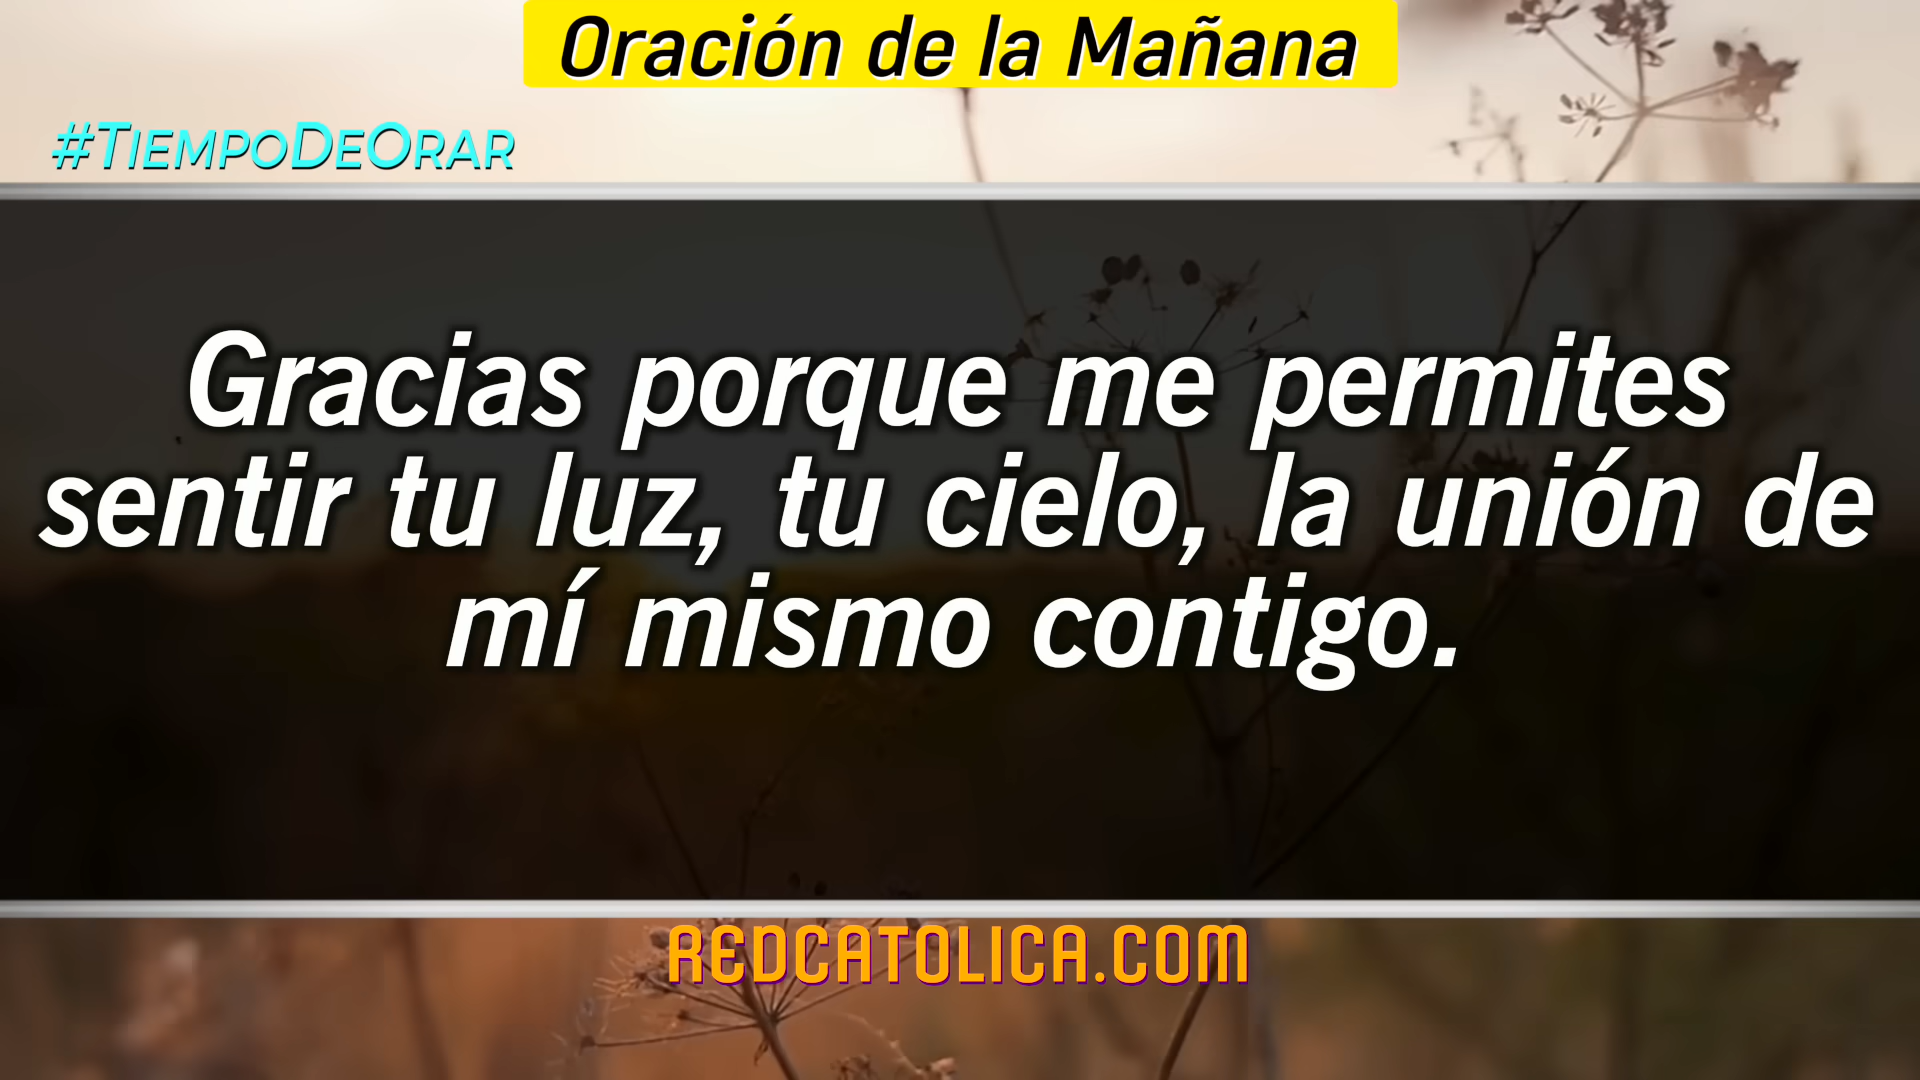 Oración de la Mañana
#TIEMPODEORAR
Gracias porque me permites
sentir tu luz, tu cielo, la unión de
mí mismo contigo.
REDCATOLICA.COM